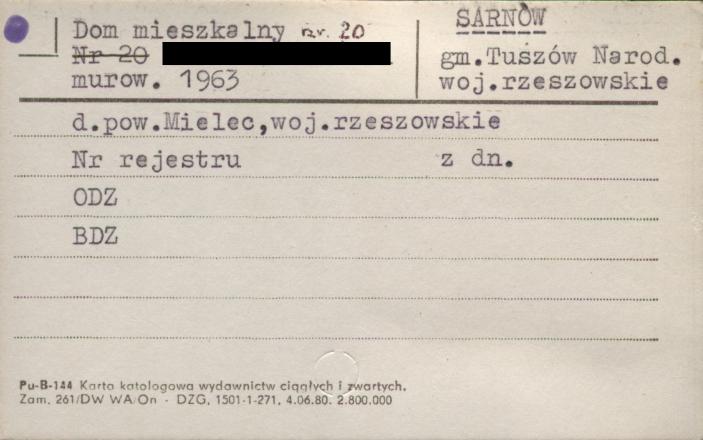 Dom mieszkalny nr. 20
Nr 20
murow. 1963
SARNÓW
gm.Tuszów Narod.
woj.rzeszowskie
d.pow.Mielec,woj.rzeszowskie
Nr rejestru z dn.
ODZ
BDZ
Pu-B-144 Karta katologowa wydawnictw ciągłych i zwartych.
Zam. 261/DW WA/On - DZG, 1501-1-271, 4.06.80. 2.800.000